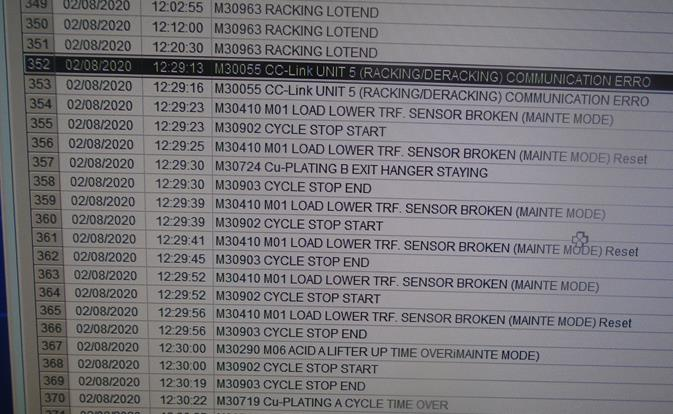 349 02/08/2020 12:02:55 M30963 RACKING LOTEND
350 02/08/2020 12:12:00 M30963 RACKING LOTEND
351 02/08/2020 12:20:30 M30963 RACKING LOTEND
352 02/08/2020 12:29:13 M30055 CC-Link UNIT 5 (RACKING/DERACKING) COMMUNICATION ERRO
353 02/08/2020 12:29:16 M30055 CC-Link UNIT 5 (RACKING/DERACKING) COMMUNICATION ERRO
354 02/08/2020 12:29:23 M30410 M01 LOAD LOWER TRF. SENSOR BROKEN (MAINTE MODE)
355 02/08/2020 12:29:23 M30902 CYCLE STOP START
356 02/08/2020 12:29:25 M30410 M01 LOAD LOWER TRF. SENSOR BROKEN (MAINTE MODE) Reset
357 02/08/2020 12:29:30 M30724 Cu-PLATING B EXIT HANGER STAYING
358 02/08/2020 12:29:30 M30903 CYCLE STOP END
359 02/08/2020 12:29:39 M30410 M01 LOAD LOWER TRF. SENSOR BROKEN (MAINTE MODE)
360 02/08/2020 12:29:39 M30902 CYCLE STOP START
361 02/08/2020 12:29:41 M30410 M01 LOAD LOWER TRF. SENSOR BROKEN (MAINTE MODE) Reset
362 02/08/2020 12:29:45 M30903 CYCLE STOP END
363 02/08/2020 12:29:52 M30410 M01 LOAD LOWER TRF. SENSOR BROKEN (MAINTE MODE)
364 02/08/2020 12:29:52 M30902 CYCLE STOP START
365 02/08/2020 12:29:56 M30410 M01 LOAD LOWER TRF. SENSOR BROKEN (MAINTE MODE) Reset
366 02/08/2020 12:29:56 M30903 CYCLE STOP END
367 02/08/2020 12:30:00 M30290 M06 ACID A LIFTER UP TIME OVERiMAINTE MODE)
368 02/08/2020 12:30:00 M30902 CYCLE STOP START
369 02/08/2020 12:30:19 M30903 CYCLE STOP END
370 02/08/2020 12:30:22 M30719 Cu-PLATING A CYCLE TIME OVER